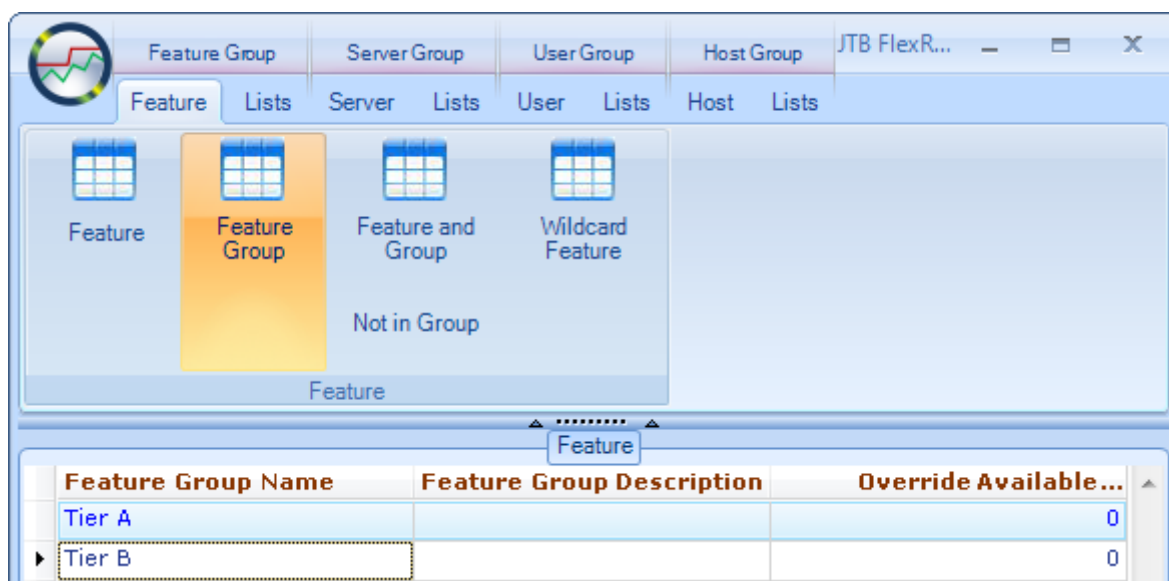 Feature Group Server Group User Group Host Group JTB FlexR...
Feature Lists Server Lists User Lists Host Lists
Feature
Feature Group
Feature and Group
Wildcard Feature
Not in Group
Feature
Feature
Feature Group Name Feature Group Description Override Available...
Tier A 0
Tier B 0